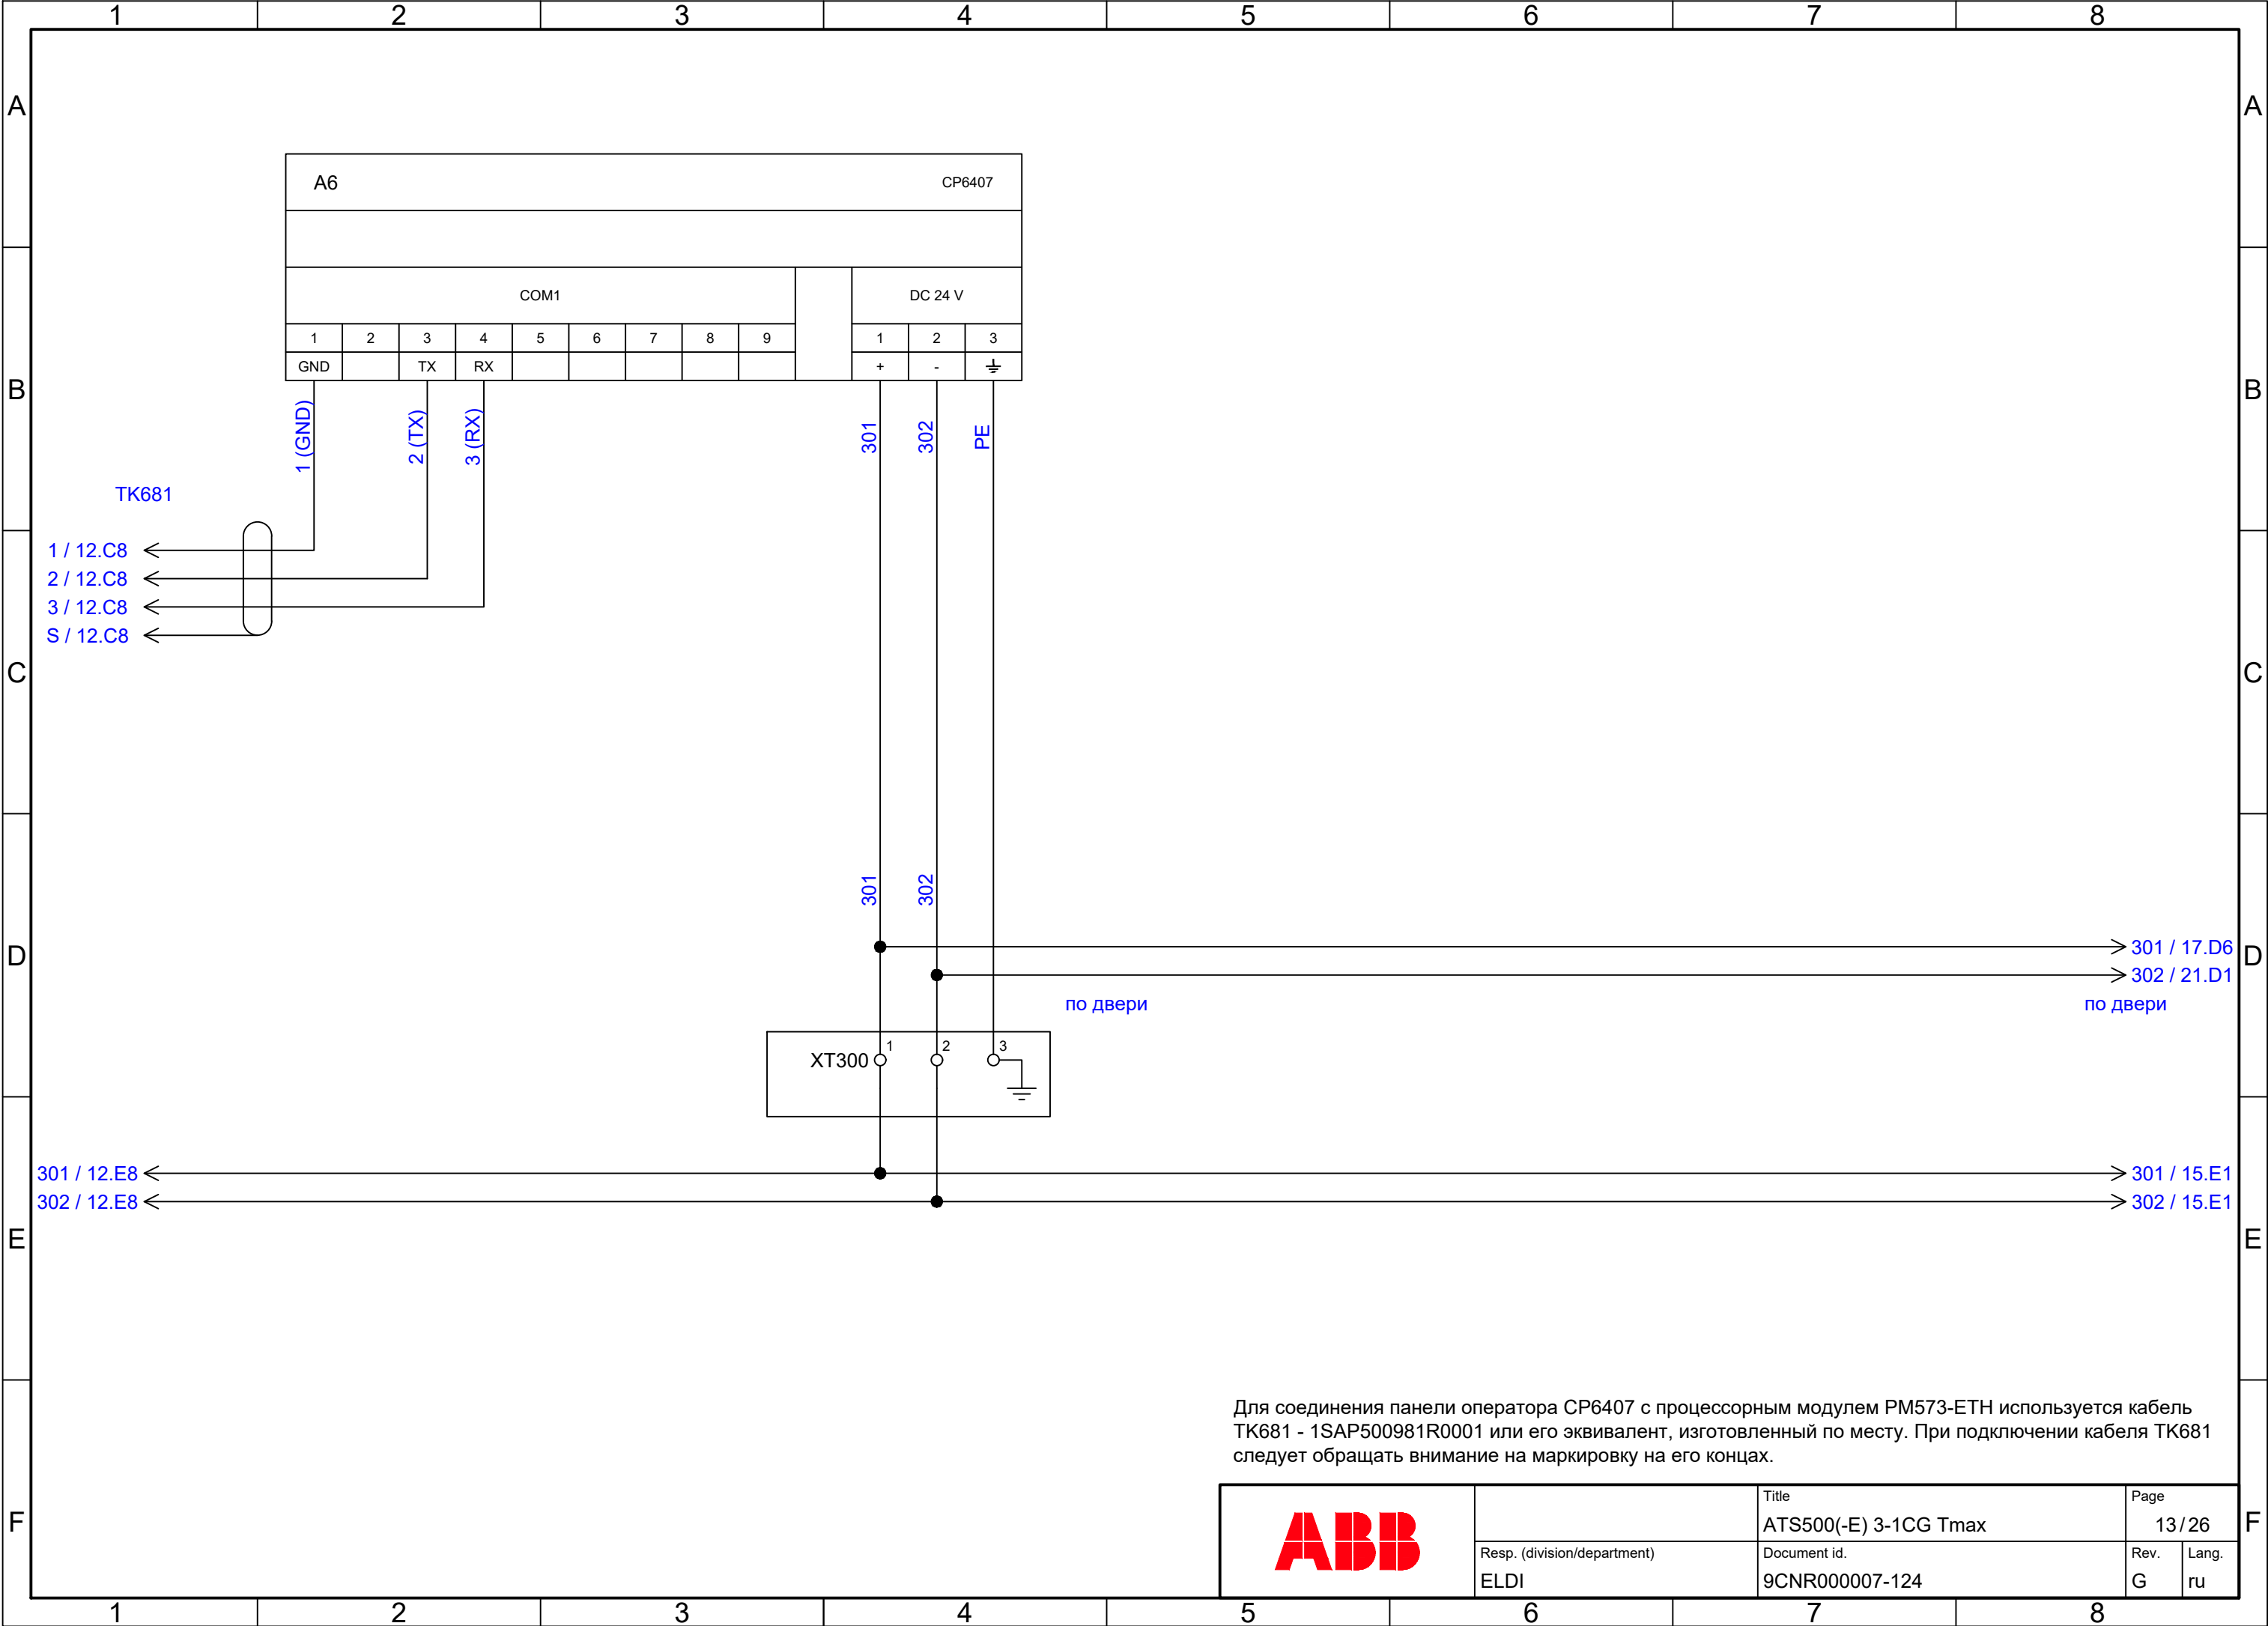 1 2 3 4 5 6 7 8
A A
A6 CP6407
COM1 DC 24 V
1 2 3 4 5 6 7 8 9 1 2 3
GND TX RX + -
B B
1 (GND) 2 (TX) 3 (RX) 301 302 PE
TK681
1 / 12.C8
2 / 12.C8
3 / 12.C8
S / 12.C8
C C
301 302
D D
301 / 17.D6
302 / 21.D1
по двери по двери
XT300 1 2 3
301 / 12.E8 301 / 15.E1
302 / 12.E8 302 / 15.E1
E E
Для соединения панели оператора CP6407 с процессорным модулем PM573-ETH используется кабель
TK681 - 1SAP500981R0001 или его эквивалент, изготовленный по месту. При подключении кабеля TK681
следует обращать внимание на маркировку на его концах.
F F
ABB
Title Page
ATS500(-E) 3-1CG Tmax 13/26
Resp. (division/department) Document id. Rev. Lang.
ELDI 9CNR000007-124 G ru
1 2 3 4 5 6 7 8